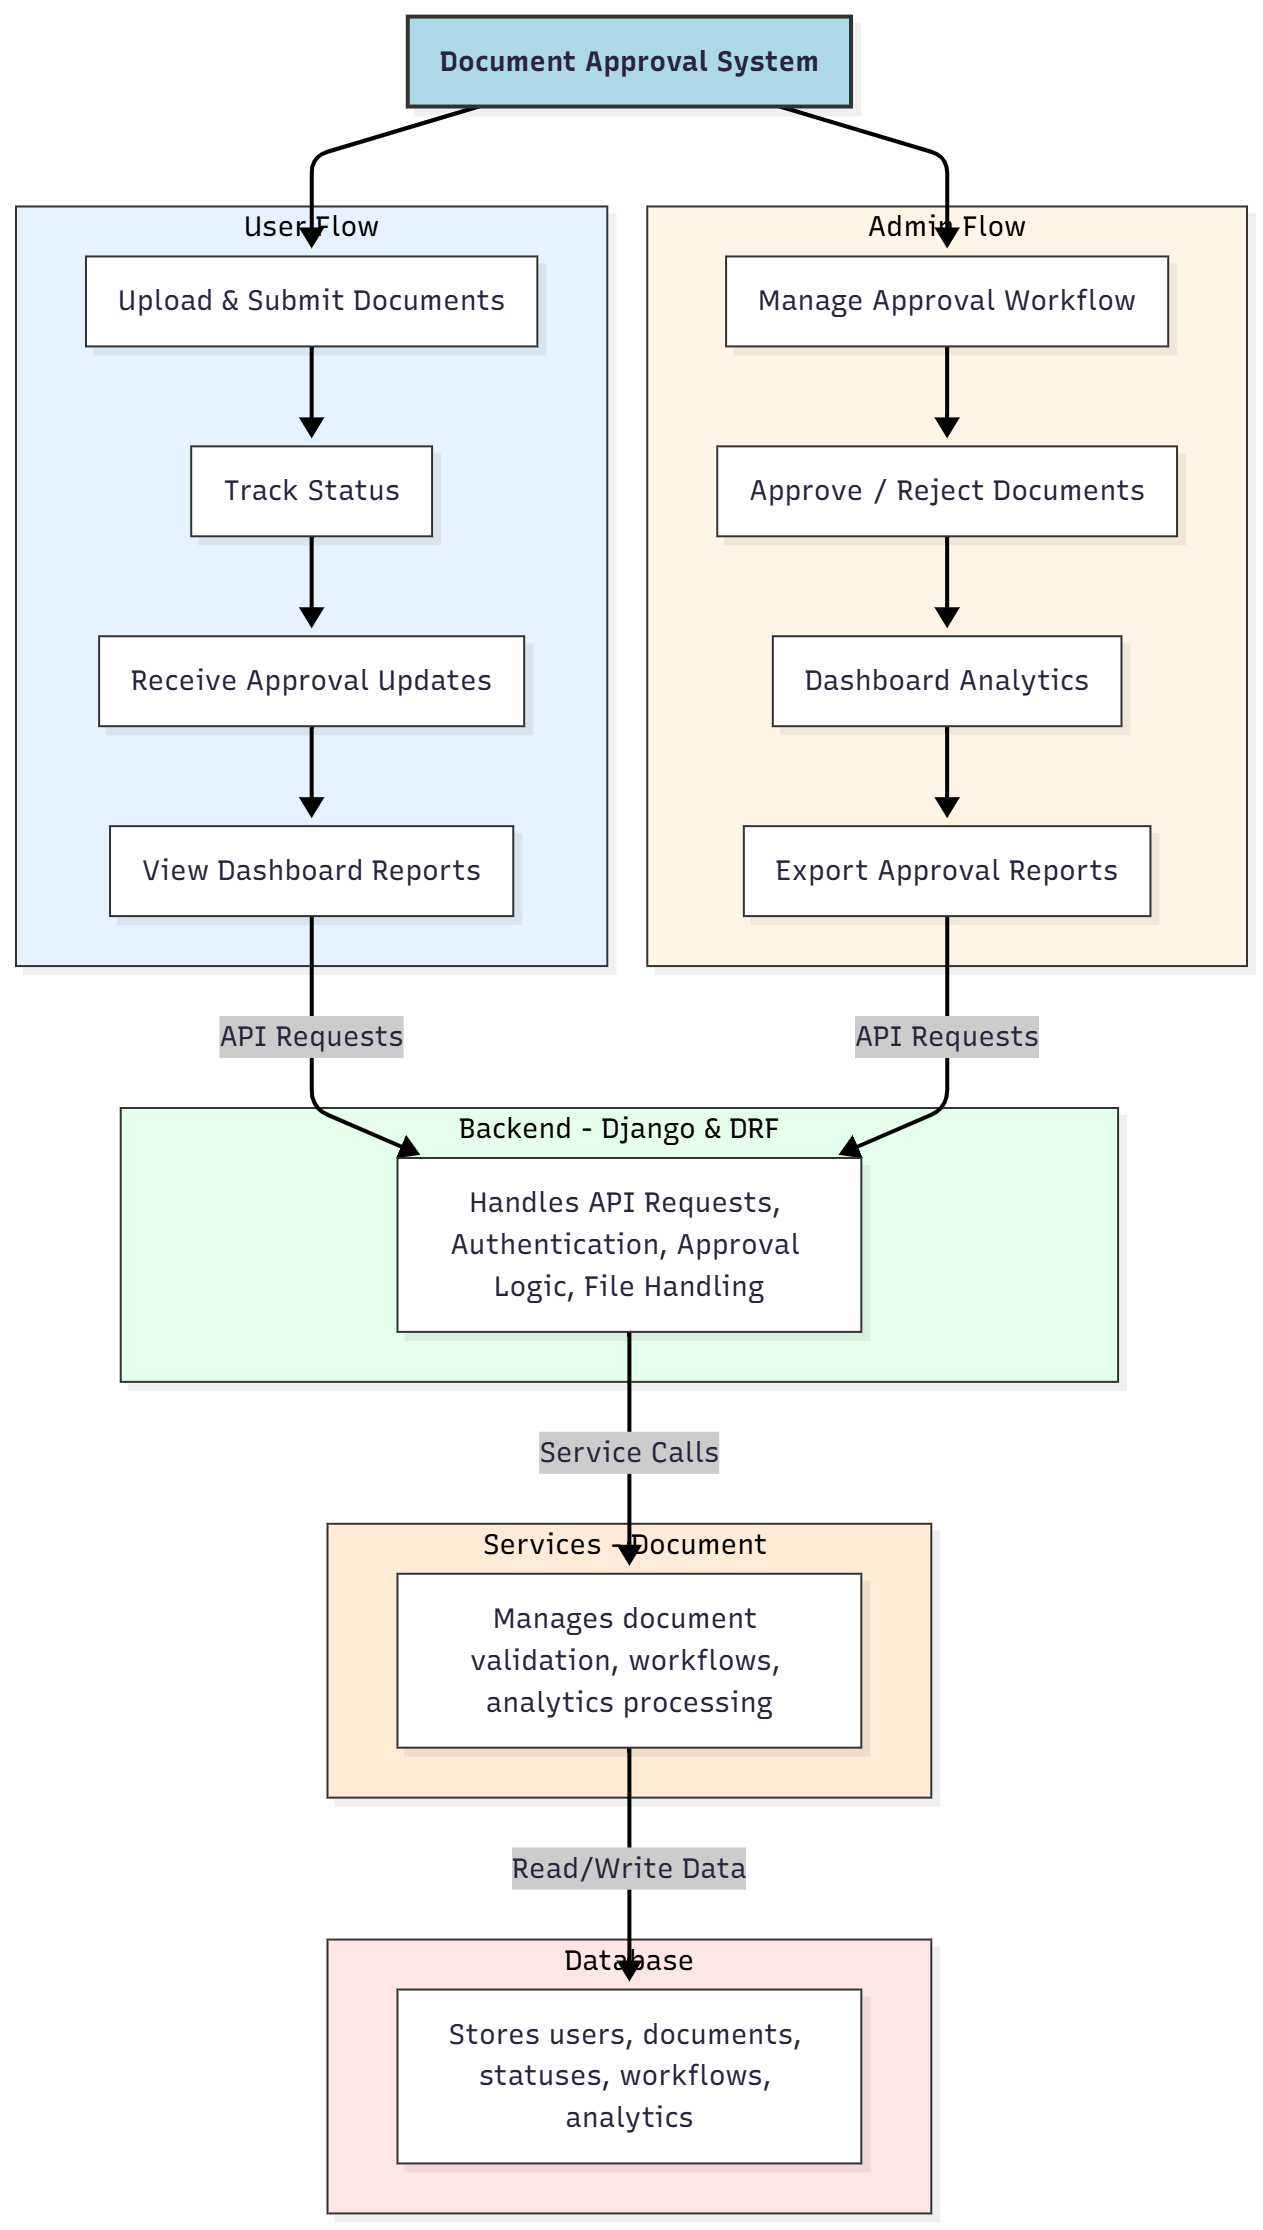 Document Approval System
User Flow
Upload & Submit Documents
Track Status
Receive Approval Updates
View Dashboard Reports
Admin Flow
Manage Approval Workflow
Approve / Reject Documents
Dashboard Analytics
Export Approval Reports
API Requests
API Requests
Backend - Django & DRF
Handles API Requests,
Authentication, Approval
Logic, File Handling
Service Calls
Services - Document
Manages document
validation, workflows,
analytics processing
Read/Write Data
Database
Stores users, documents,
statuses, workflows,
analytics